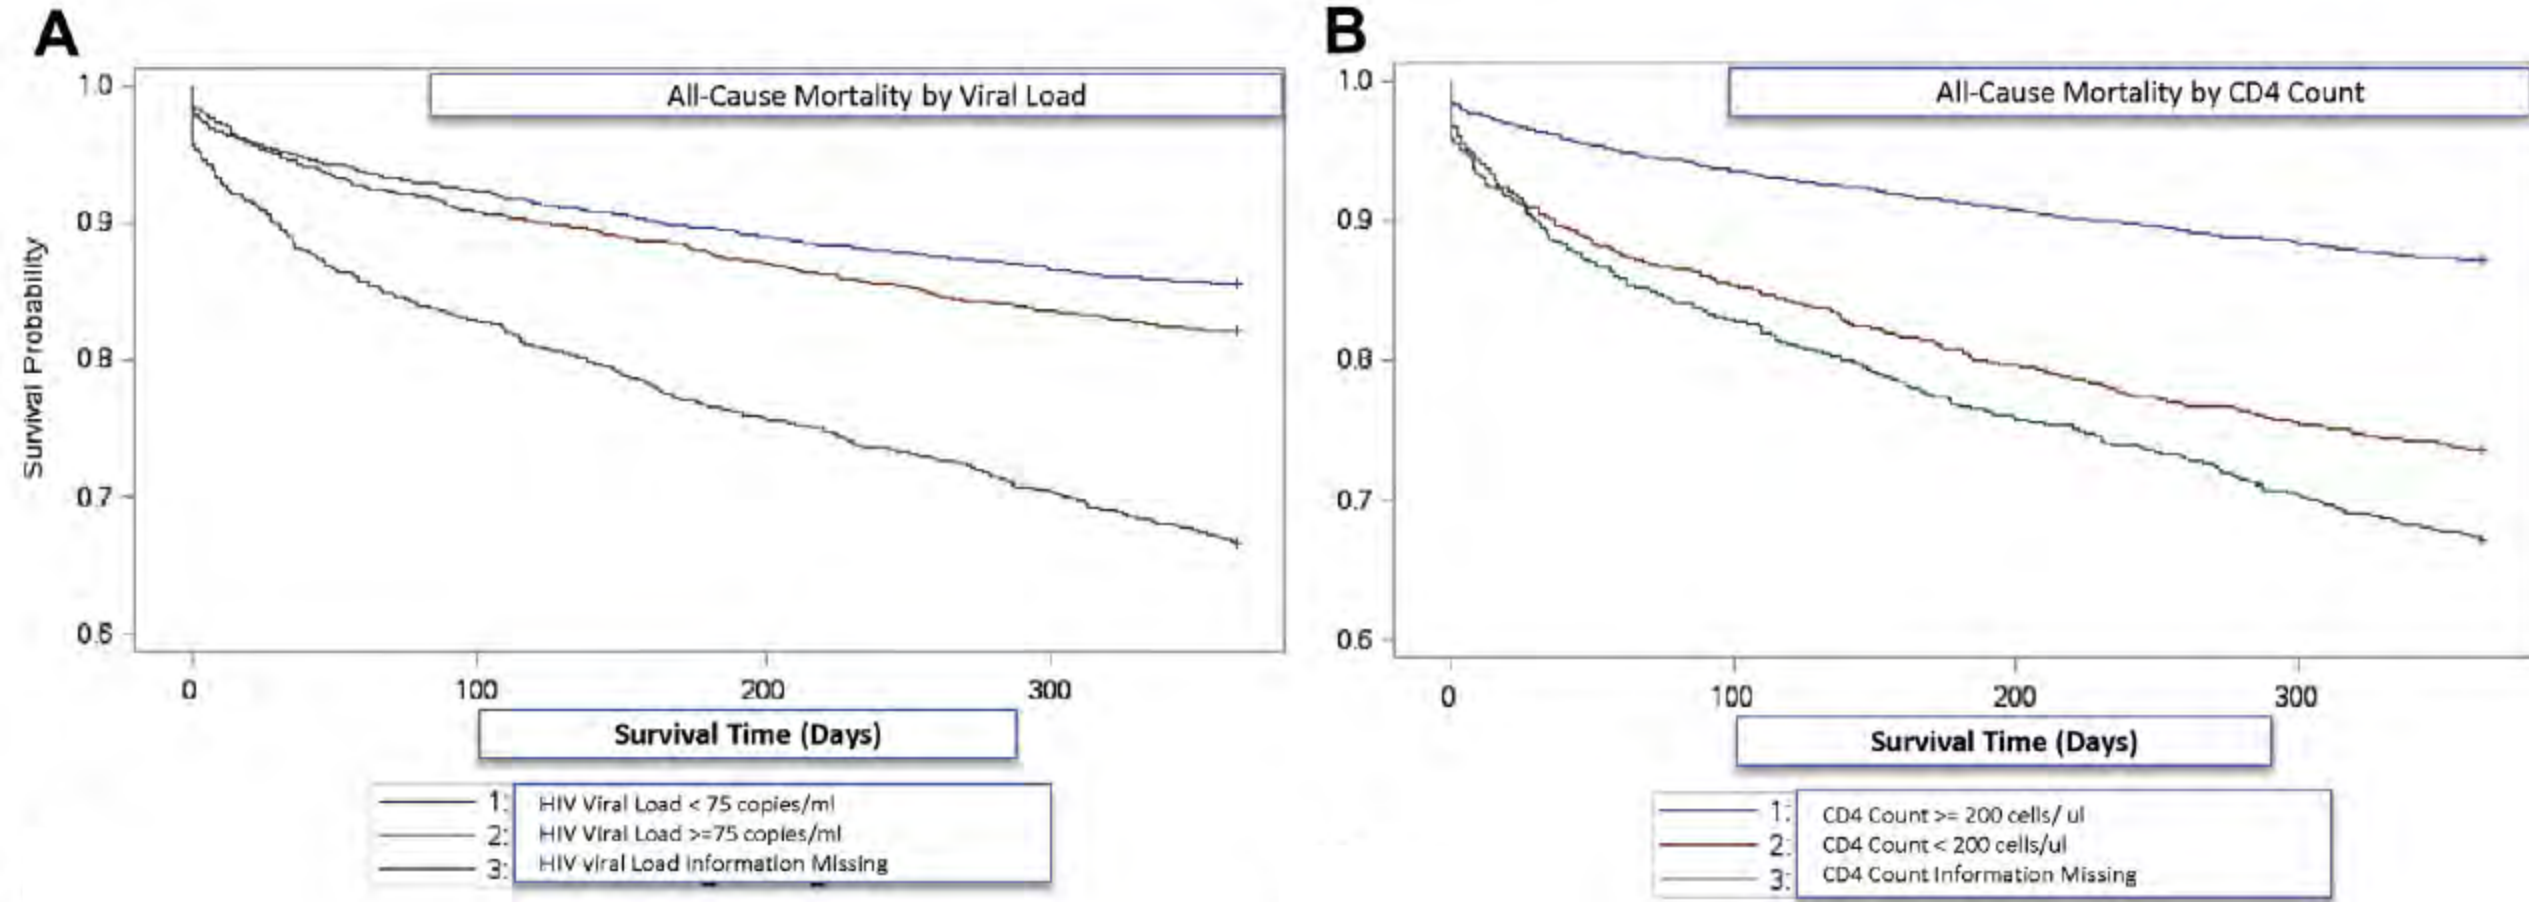 A
All-Cause Mortality by Viral Load
1.0
0.9
0.8
0.7
0.6
Survival Probability
0 100 200 300
Survival Time (Days)
1: HIV Viral Load < 75 copies/ml
2: HIV Viral Load >=75 copies/ml
3: HIV viral Load Information Missing
B
All-Cause Mortality by CD4 Count
1.0
0.9
0.8
0.7
0.6
0 100 200 300
Survival Time (Days)
1: CD4 Count >= 200 cells/ ul
2: CD4 Count < 200 cells/ul
3: CD4 Count Information Missing